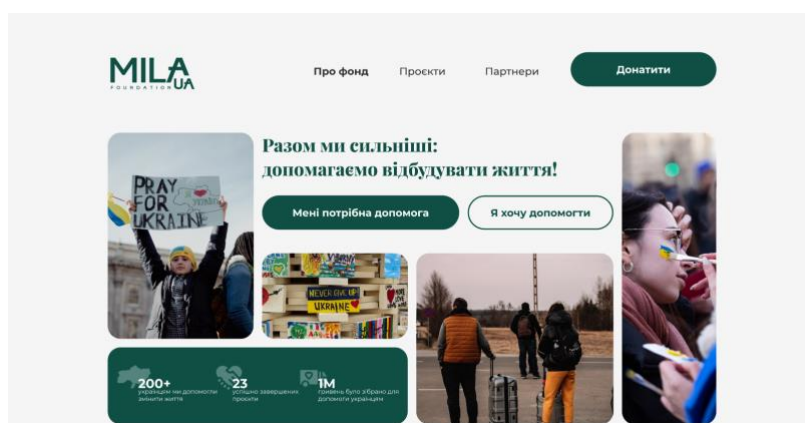 MILA
FOUNDATION UA
Про фонд
Проєкти
Партнери
Донатити
Разом ми сильніші:
допомагаємо відбудувати життя!
Мені потрібна допомога
Я хочу допомогти
PRAY
FOR
UKRAINE
NEVER GIVE UP!
UKRAINE
200+
українцям ми допомогли
змінити життя
23
успішно завершених
проєкти
1M
гривень було зібрано для
допомоги українцям